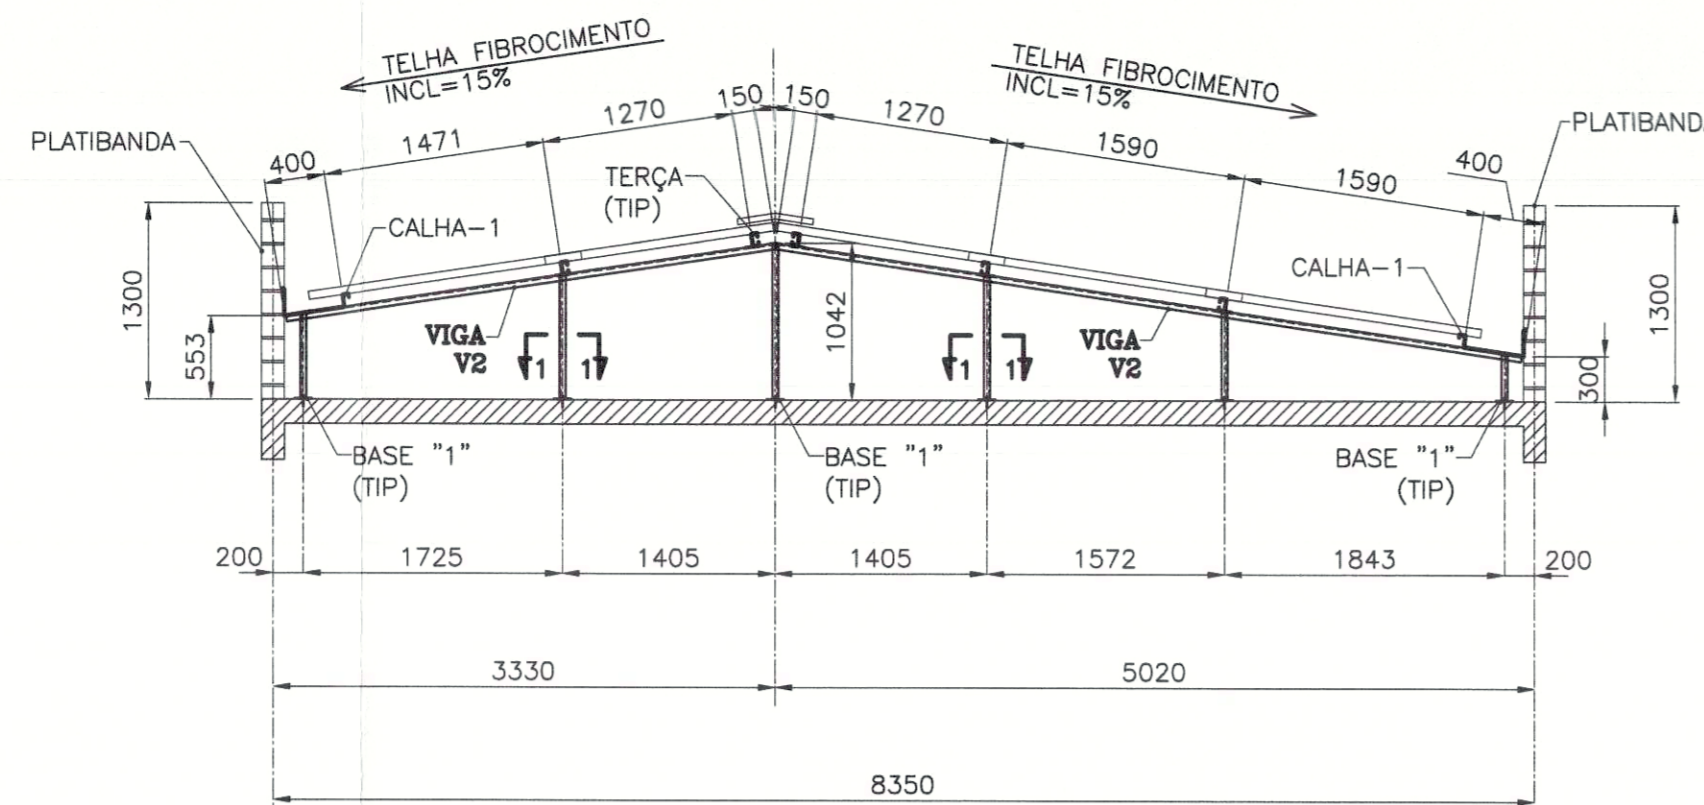 TELHA FIBROCIMENTO
INCL=15%
TELHA FIBROCIMENTO
INCL=15%
150 150
1270
1270
PLATIBANDA
PLATIBAND
1471
1590
400
400
1590
TERÇA
(TIP)
CALHA-1
CALHA-1
1300
1300
553
1042
300
VIGA
V2
VIGA
V2
1 1
1 1
BASE "1"
(TIP)
BASE "1"
(TIP)
BASE "1"
(TIP)
200 1725 1405 1405 1572 1843 200
3330 5020
8350